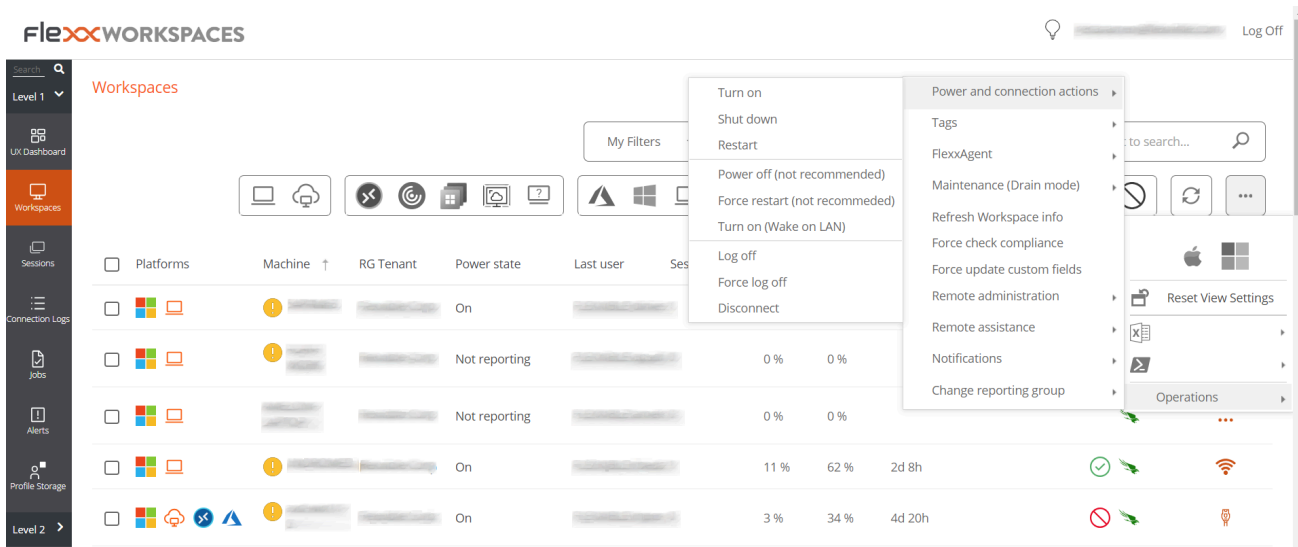 FlexxWORKSPACES
Log Off
Search
Level 1
UX Dashboard
Workspaces
Sessions
Connection Logs
Jobs
Alerts
Profile Storage
Level 2
Workspaces
My Filters
to search...
Turn on
Shut down
Restart
Power off (not recommended)
Force restart (not recommeded)
Turn on (Wake on LAN)
Log off
Force log off
Disconnect
Power and connection actions
Tags
FlexxAgent
Maintenance (Drain mode)
Refresh Workspace info
Force check compliance
Force update custom fields
Remote administration
Remote assistance
Notifications
Change reporting group
Reset View Settings
Operations
Platforms Machine ↑ RG Tenant Power state Last user Ses
On
Not reporting 0 % 0 %
Not reporting 0 % 0 %
On 11 % 62 % 2d 8h
On 3 % 34 % 4d 20h